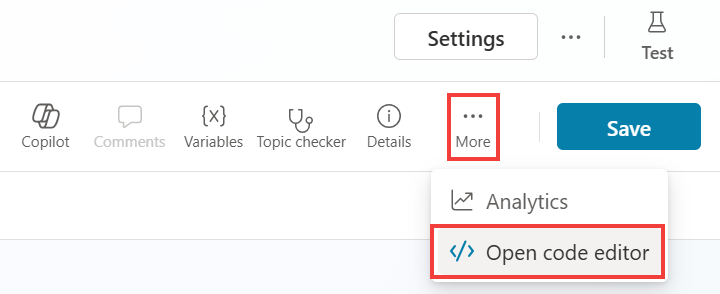 Settings
Test
Copilot Comments Variables Topic checker Details More
Save
Analytics
Open code editor